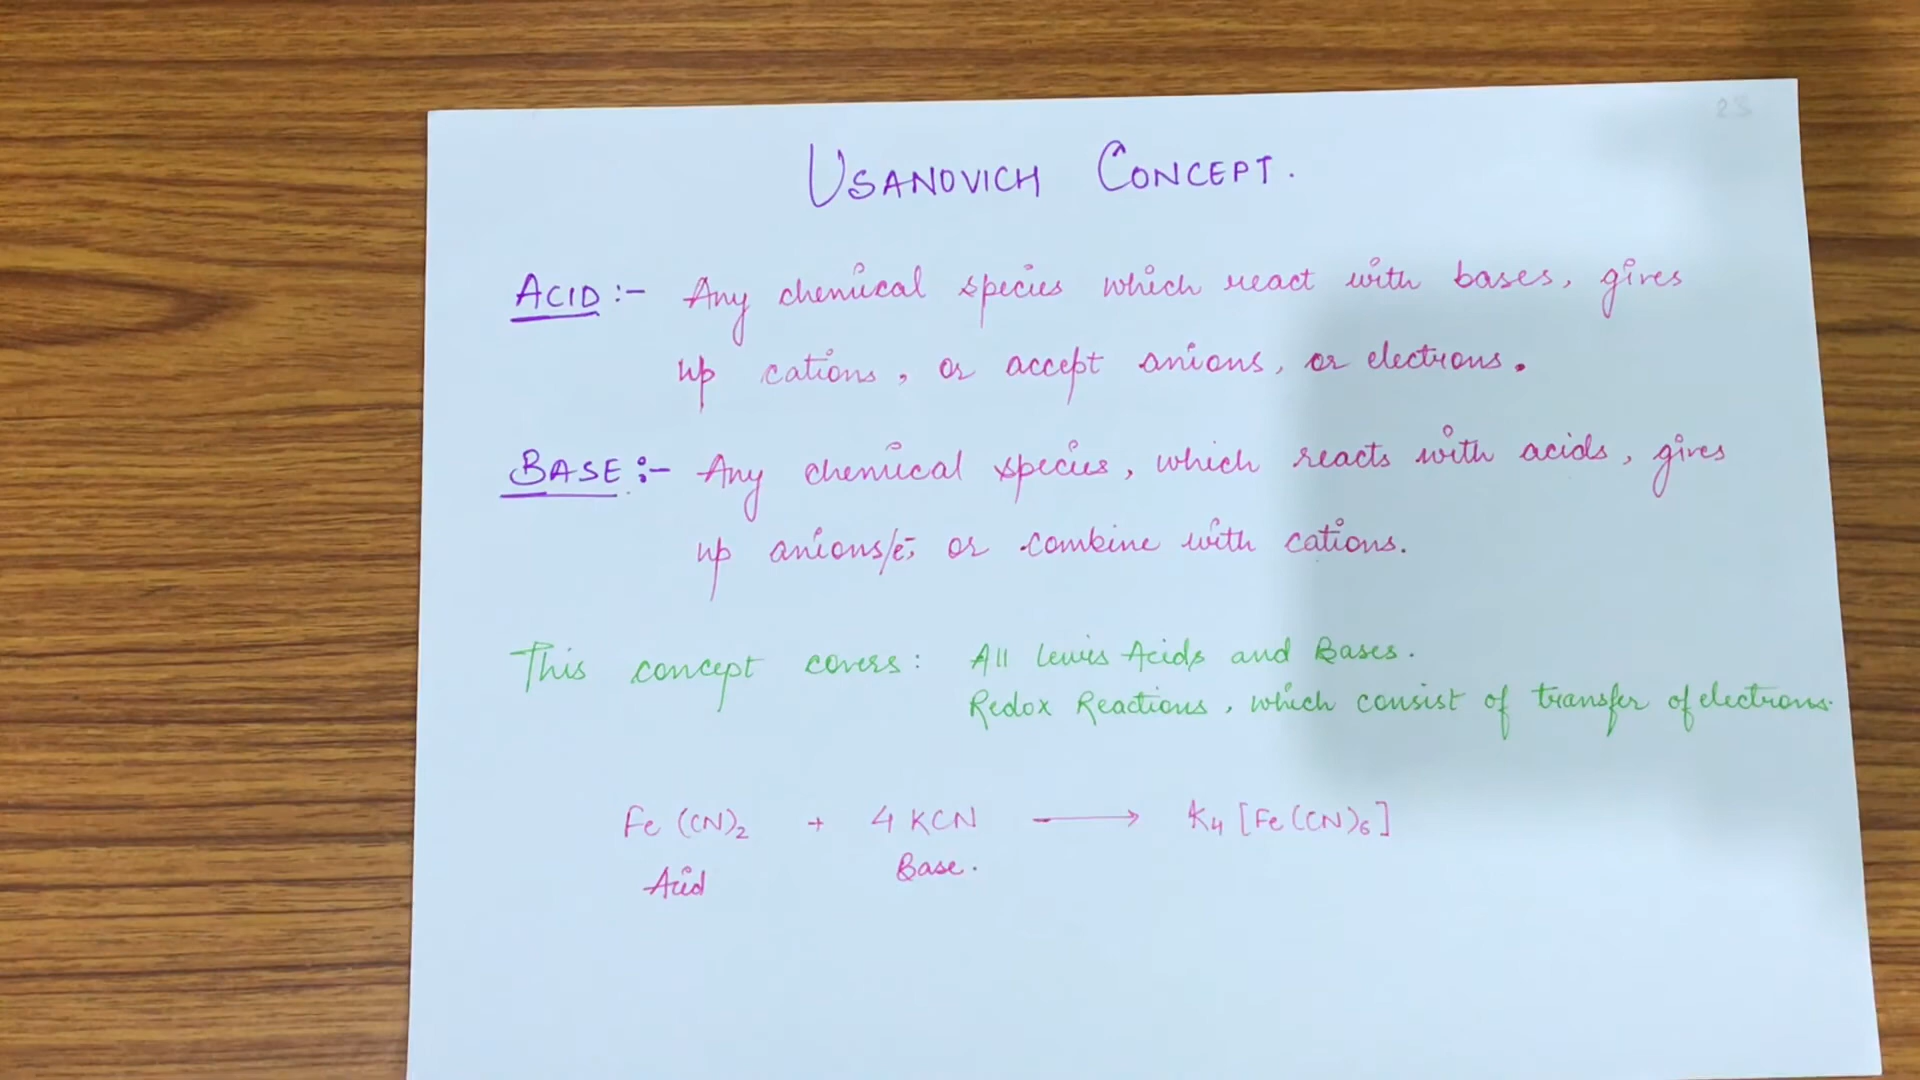 USANOVICH CONCEPT.
ACID :- Any chemical species which react with bases, gives
up cations, or accept anions, or electrons.
BASE :- Any chemical species, which reacts with acids, gives
up anions/e-, or combine with cations.
This concept covers: All Lewis Acids and Bases.
Redox Reactions, which consist of transfer of electrons.
Fe (CN)2 + 4 KCN → K4 [Fe(CN)6]
Acid Base.